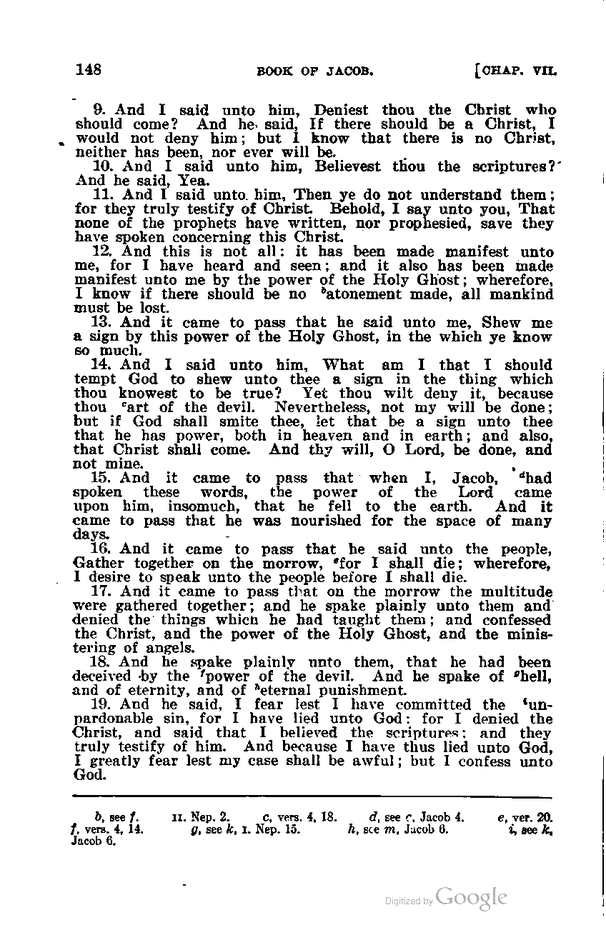 148 BOOK OF JACOB. [CHAP. VII.
9. And I said unto him, Deniest thou the Christ who
should come? And he said, If there should be a Christ, I
would not deny him; but I know that there is no Christ,
neither has been, nor ever will be.
10. And I said unto him, Believest thou the scriptures?
And he said, Yea.
11. And I said unto him, Then ye do not understand them;
for they truly testify of Christ. Behold, I say unto you, That
none of the prophets have written, nor prophesied, save they
have spoken concerning this Christ.
12. And this is not all: it has been made manifest unto
me, for I have heard and seen; and it also has been made
manifest unto me by the power of the Holy Ghost; wherefore,
I know if there should be no ᵇatonement made, all mankind
must be lost.
13. And it came to pass that he said unto me, Shew me
a sign by this power of the Holy Ghost, in the which ye know
so much.
14. And I said unto him, What am I that I should
tempt God to shew unto thee a sign in the thing which
thou knowest to be true? Yet thou wilt deny it, because
thou ᶜart of the devil. Nevertheless, not my will be done;
but if God shall smite thee, let that be a sign unto thee
that he has power, both in heaven and in earth; and also,
that Christ shall come. And thy will, O Lord, be done, and
not mine.
15. And it came to pass that when I, Jacob, ᵈhad
spoken these words, the power of the Lord came
upon him, insomuch, that he fell to the earth. And it
came to pass that he was nourished for the space of many
days.
16. And it came to pass that he said unto the people,
Gather together on the morrow, ᵉfor I shall die; wherefore,
I desire to speak unto the people before I shall die.
17. And it came to pass that on the morrow the multitude
were gathered together; and he spake plainly unto them and
denied the things which he had taught them; and confessed
the Christ, and the power of the Holy Ghost, and the minis-
tering of angels.
18. And he spake plainly unto them, that he had been
deceived by the ᶠpower of the devil. And he spake of ᵍhell,
and of eternity, and of ʰeternal punishment.
19. And he said, I fear lest I have committed the ⁱun-
pardonable sin, for I have lied unto God: for I denied the
Christ, and said that I believed the scriptures; and they
truly testify of him. And because I have thus lied unto God,
I greatly fear lest my case shall be awful; but I confess unto
God.
b, see f. II. Nep. 2. c, vers. 4, 18. d, see c, Jacob 4. e, ver. 20.
f, vers. 4, 14. g, see k, I. Nep. 15. h, see m, Jacob 6. i, see k,
Jacob 6.
Digitized by Google